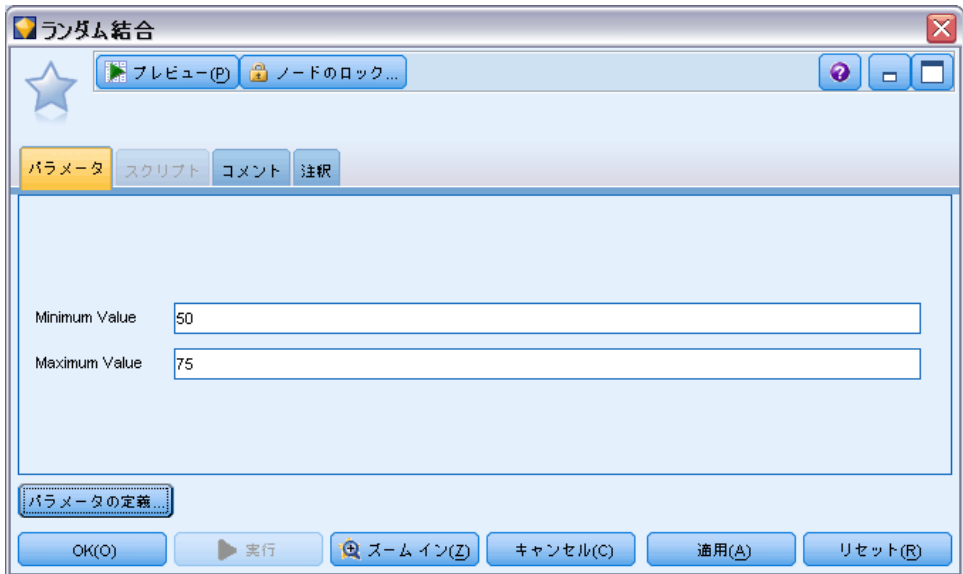 ランダム結合
プレビュー(P) ノードのロック...
パラメータ スクリプト コメント 注釈
Minimum Value 50
Maximum Value 75
パラメータの定義...
OK(O) 実行 ズーム イン(Z) キャンセル(C) 適用(A) リセット(R)